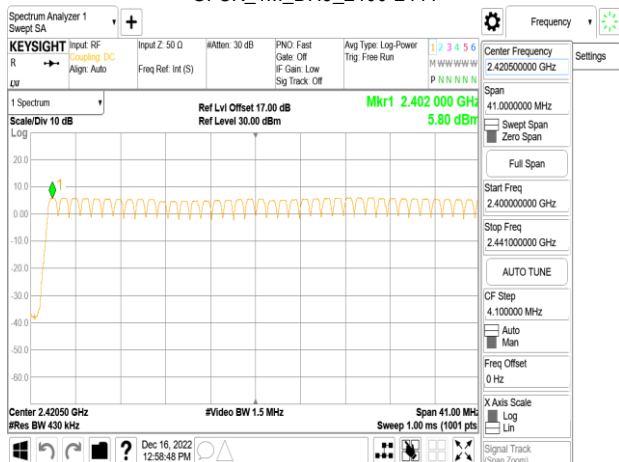 Spectrum Analyzer 1
Swept SA
Frequency
Settings
KEYSIGHT
Input: RF
Coupling: DC
Align: Auto
Input Z: 50 Ω
Freq Ref: Int (S)
#Atten: 30 dB
PNO: Fast
Gate: Off
IF Gain: Low
Sig Track: Off
Avg Type: Log-Power
Trig: Free Run
1 2 3 4 5 6
M W W W W W
P N N N N N
R
LXI
1 Spectrum
Scale/Div 10 dB
Log
Ref Lvl Offset 17.00 dB
Ref Level 30.00 dBm
Mkr1 2.402 000 GHz
5.80 dBm
1
20.0
10.0
0.00
-10.0
-20.0
-30.0
-40.0
-50.0
-60.0
Center 2.42050 GHz
#Res BW 430 kHz
#Video BW 1.5 MHz
Span 41.00 MHz
Sweep 1.00 ms (1001 pts)
Center Frequency
2.420500000 GHz
Span
41.0000000 MHz
Swept Span
Zero Span
Full Span
Start Freq
2.400000000 GHz
Stop Freq
2.441000000 GHz
AUTO TUNE
CF Step
4.100000 MHz
Auto
Man
Freq Offset
0 Hz
X Axis Scale
Log
Lin
Signal Track
(Span Zoom)
?
Dec 16, 2022
12:58:48 PM